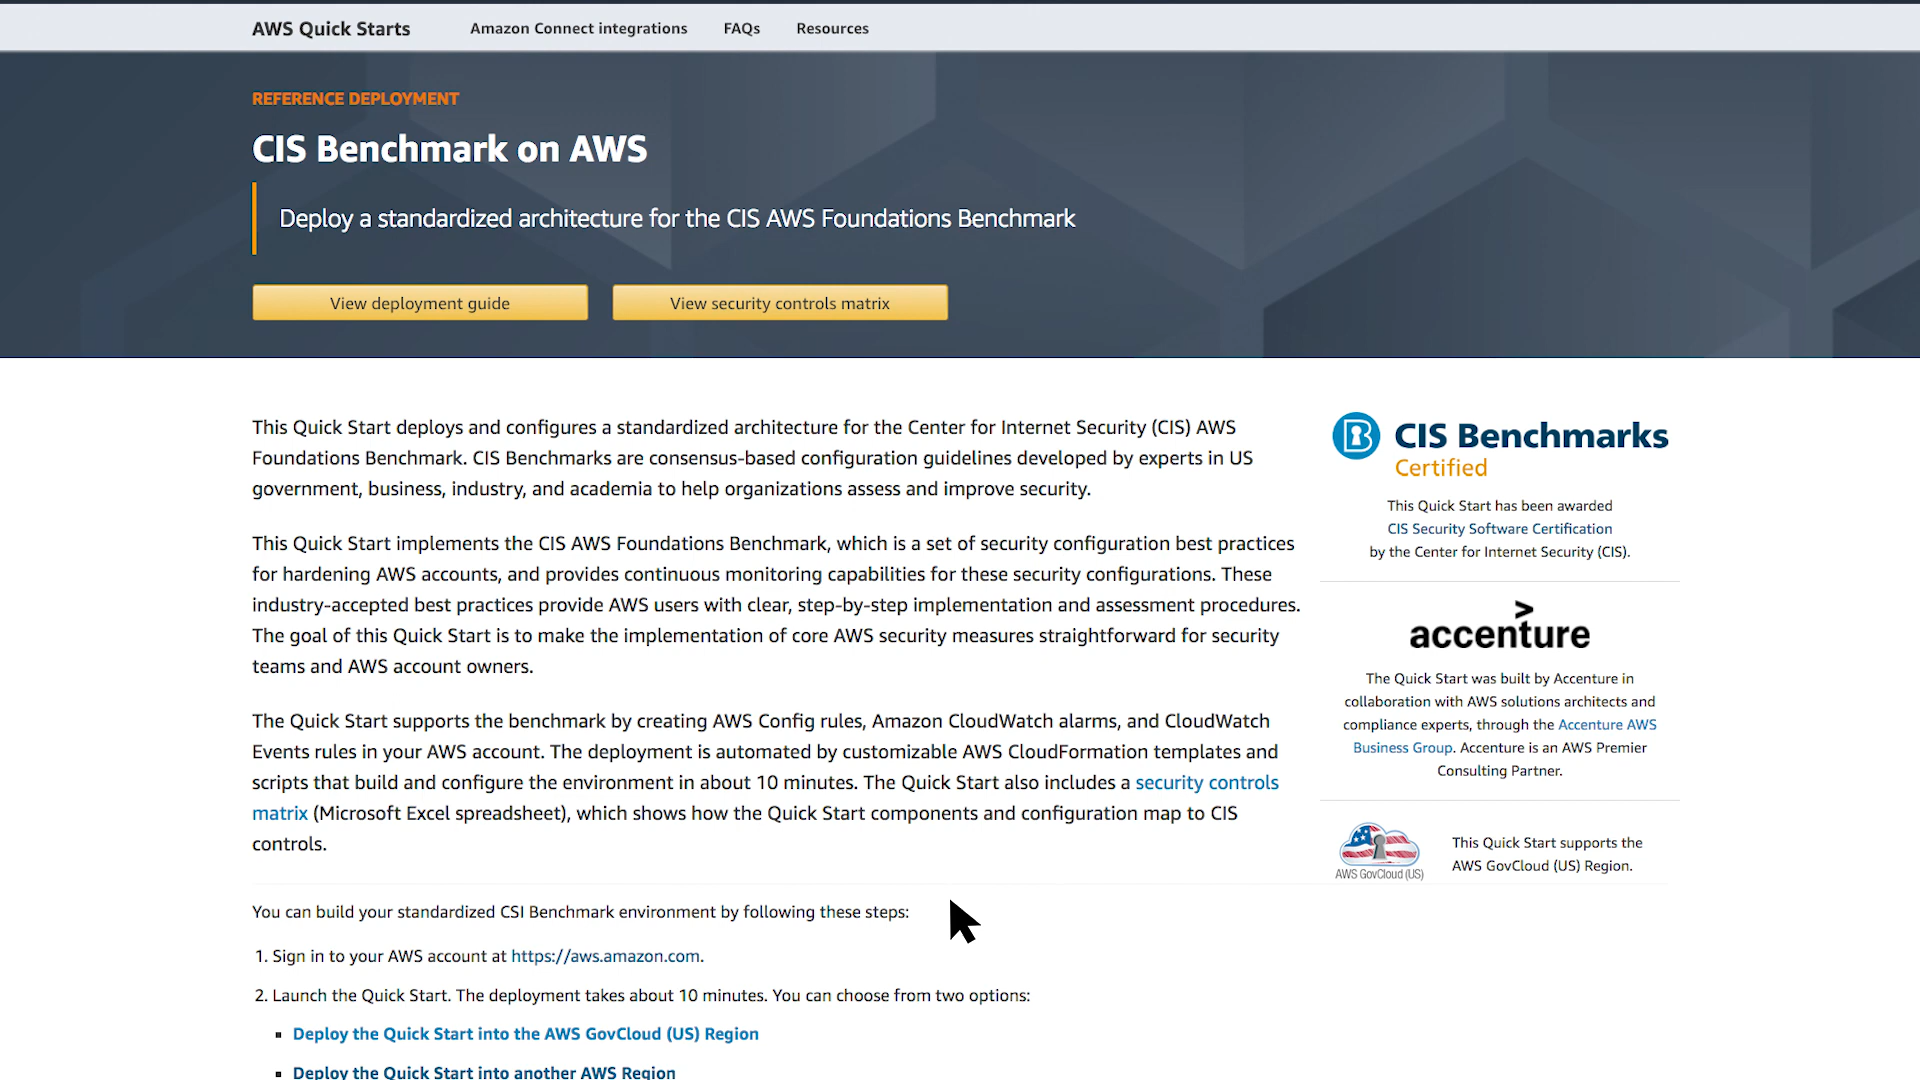 AWS Quick Starts Amazon Connect integrations FAQs Resources
REFERENCE DEPLOYMENT
CIS Benchmark on AWS
Deploy a standardized architecture for the CIS AWS Foundations Benchmark
View deployment guide View security controls matrix
This Quick Start deploys and configures a standardized architecture for the Center for Internet Security (CIS) AWS
Foundations Benchmark. CIS Benchmarks are consensus-based configuration guidelines developed by experts in US
government, business, industry, and academia to help organizations assess and improve security.
This Quick Start implements the CIS AWS Foundations Benchmark, which is a set of security configuration best practices
for hardening AWS accounts, and provides continuous monitoring capabilities for these security configurations. These
industry-accepted best practices provide AWS users with clear, step-by-step implementation and assessment procedures.
The goal of this Quick Start is to make the implementation of core AWS security measures straightforward for security
teams and AWS account owners.
The Quick Start supports the benchmark by creating AWS Config rules, Amazon CloudWatch alarms, and CloudWatch
Events rules in your AWS account. The deployment is automated by customizable AWS CloudFormation templates and
scripts that build and configure the environment in about 10 minutes. The Quick Start also includes a security controls
matrix (Microsoft Excel spreadsheet), which shows how the Quick Start components and configuration map to CIS
controls.
You can build your standardized CSI Benchmark environment by following these steps:
1. Sign in to your AWS account at https://aws.amazon.com.
2. Launch the Quick Start. The deployment takes about 10 minutes. You can choose from two options:
Deploy the Quick Start into the AWS GovCloud (US) Region
Deploy the Quick Start into another AWS Region
CIS Benchmarks
Certified
This Quick Start has been awarded
CIS Security Software Certification
by the Center for Internet Security (CIS).
accenture
The Quick Start was built by Accenture in
collaboration with AWS solutions architects and
compliance experts, through the Accenture AWS
Business Group. Accenture is an AWS Premier
Consulting Partner.
AWS GovCloud (US)
This Quick Start supports the
AWS GovCloud (US) Region.